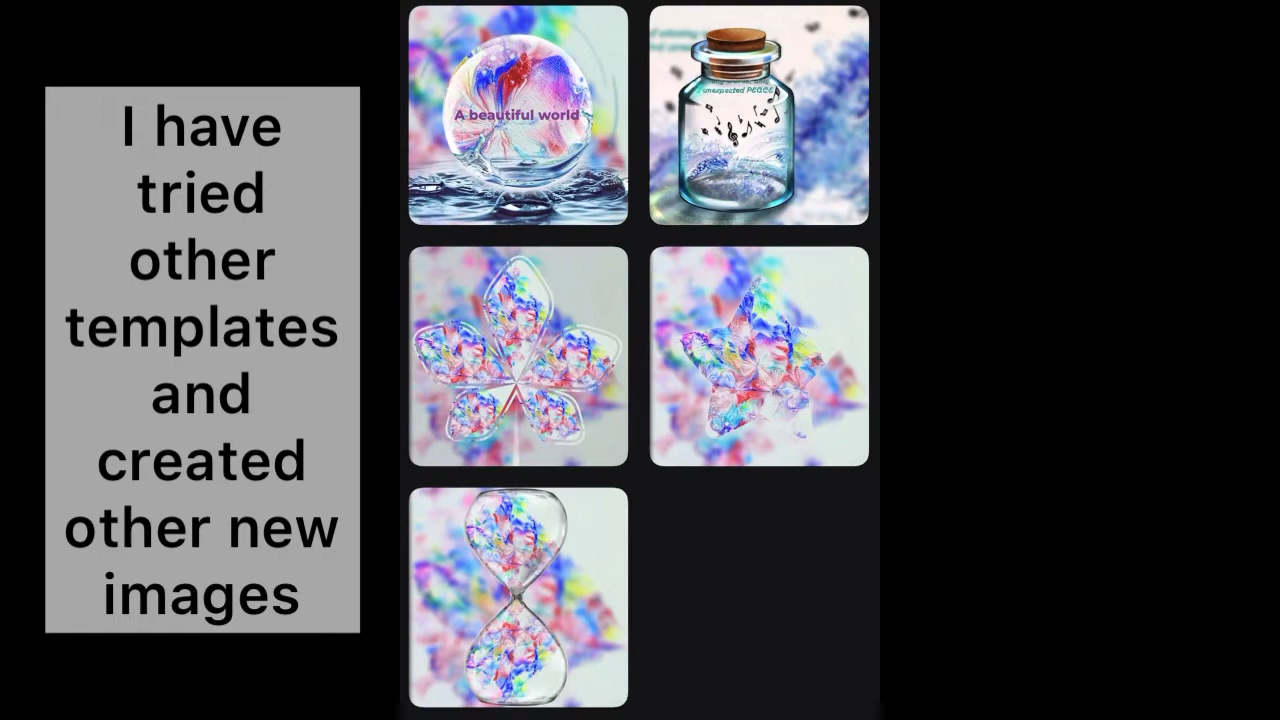 I have
tried
other
templates
and
created
other new
images
A beautiful world
unexpected PEACE